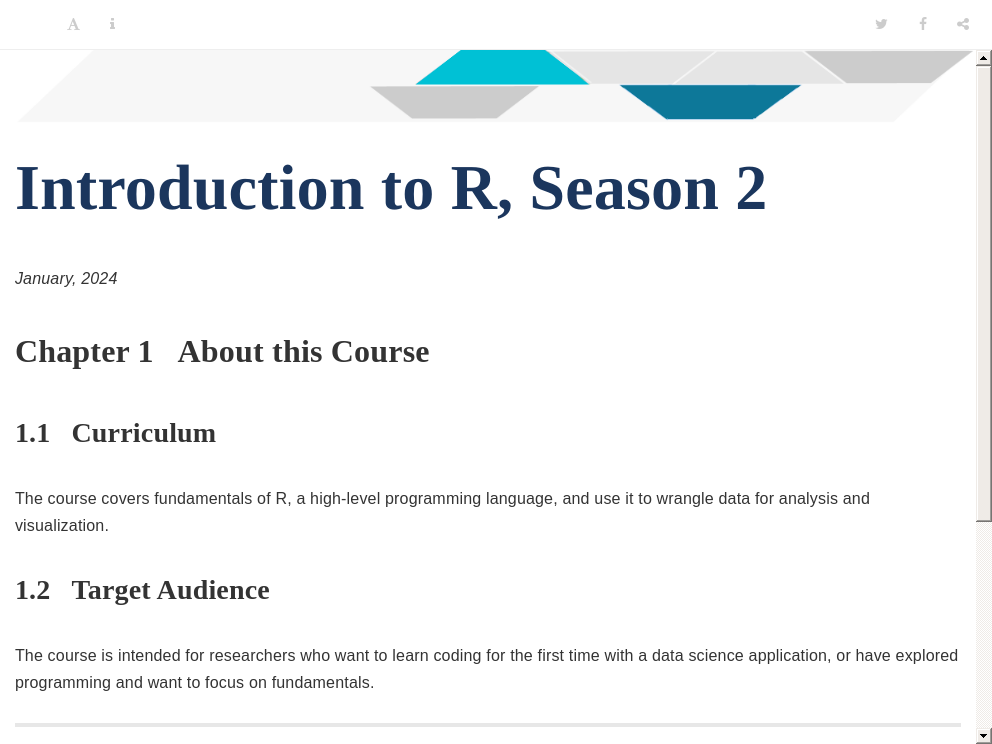 Introduction to R, Season 2
January, 2024
Chapter 1 About this Course
1.1 Curriculum
The course covers fundamentals of R, a high-level programming language, and use it to wrangle data for analysis and
visualization.
1.2 Target Audience
The course is intended for researchers who want to learn coding for the first time with a data science application, or have explored
programming and want to focus on fundamentals.